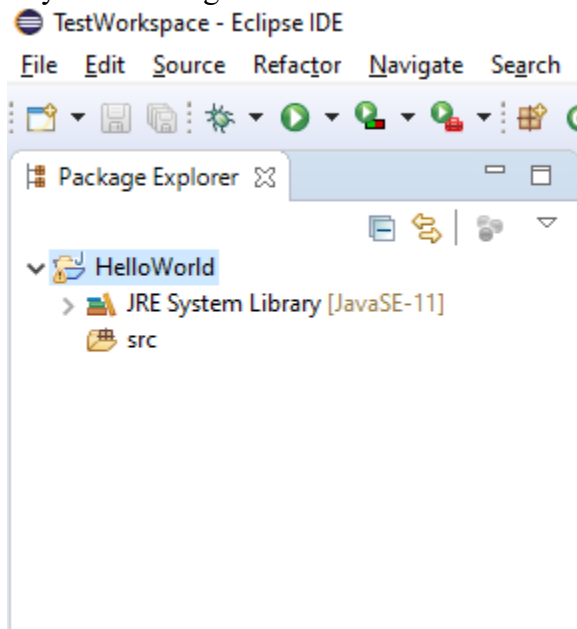 TestWorkspace - Eclipse IDE
File Edit Source Refactor Navigate Search
Package Explorer
HelloWorld
JRE System Library [JavaSE-11]
src